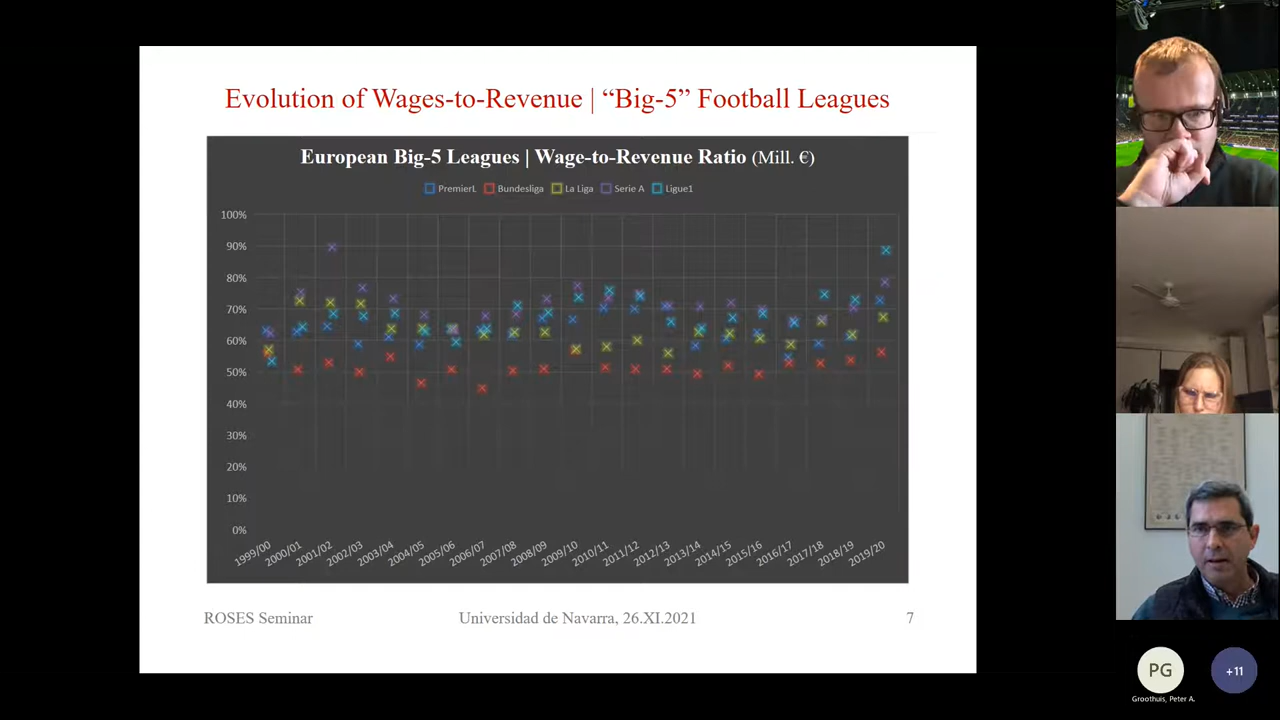 Evolution of Wages-to-Revenue | “Big-5” Football Leagues
European Big-5 Leagues | Wage-to-Revenue Ratio (Mill. €)
PremierL Bundesliga La Liga Serie A Ligue1
100%
90%
80%
70%
60%
50%
40%
30%
20%
10%
0%
1999/00 2000/01 2001/02 2002/03 2003/04 2004/05 2005/06 2006/07 2007/08 2008/09 2009/10 2010/11 2011/12 2012/13 2013/14 2014/15 2015/16 2016/17 2017/18 2018/19 2019/20
ROSES Seminar Universidad de Navarra, 26.XI.2021 7
PG +11
Groothuis, Peter A.